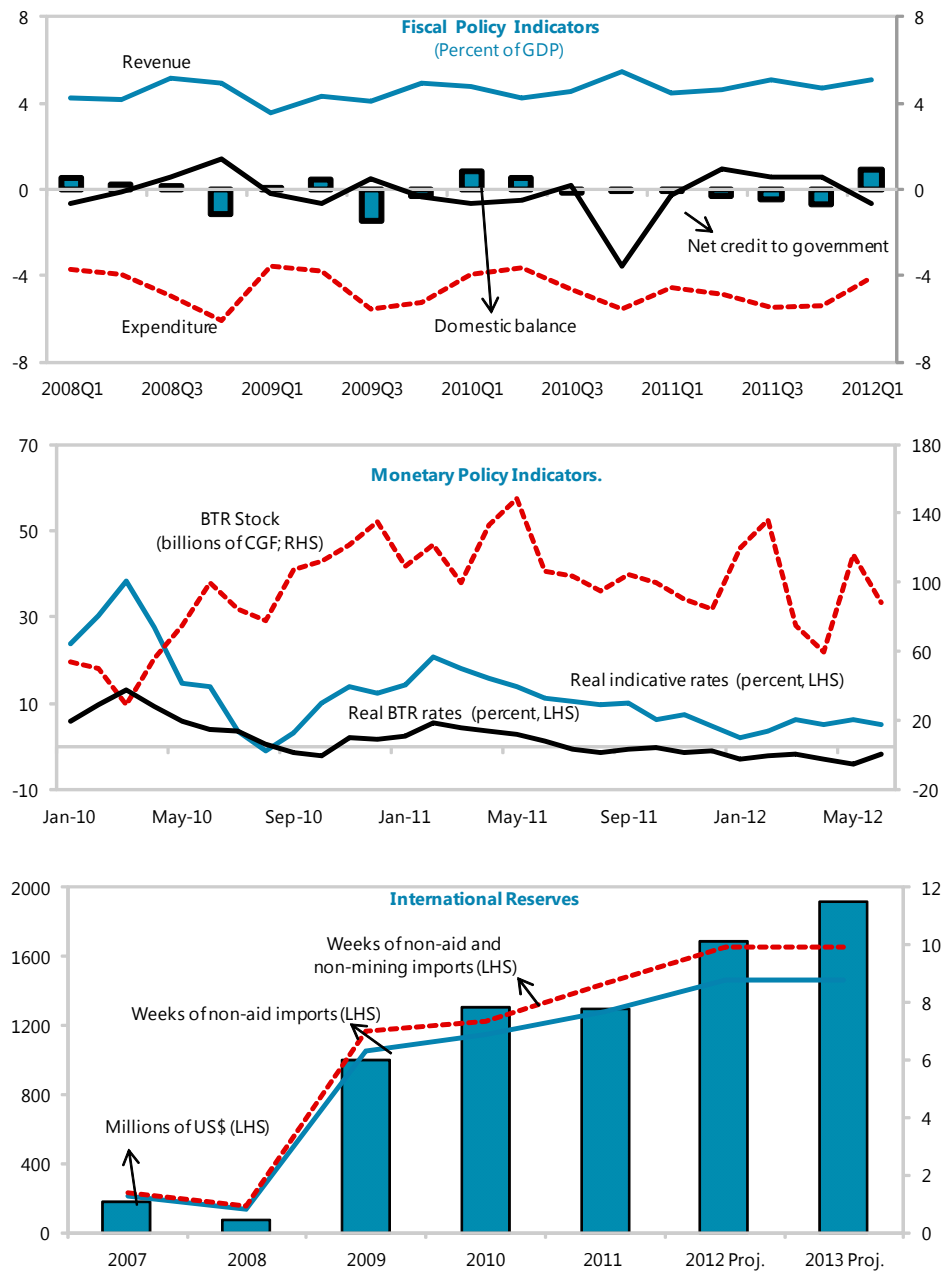 Fiscal Policy Indicators
(Percent of GDP)
8
4
0
-4
-8
8
4
0
-4
-8
Revenue
Net credit to government
Expenditure
Domestic balance
2008Q1 2008Q3 2009Q1 2009Q3 2010Q1 2010Q3 2011Q1 2011Q3 2012Q1
Monetary Policy Indicators.
70
50
30
10
-10
180
140
100
60
20
-20
BTR Stock
(billions of CGF; RHS)
Real indicative rates (percent, LHS)
Real BTR rates (percent, LHS)
Jan-10 May-10 Sep-10 Jan-11 May-11 Sep-11 Jan-12 May-12
International Reserves
2000
1600
1200
800
400
0
12
10
8
6
4
2
0
Weeks of non-aid and
non-mining imports (LHS)
Weeks of non-aid imports (LHS)
Millions of US$ (LHS)
2007 2008 2009 2010 2011 2012 Proj. 2013 Proj.